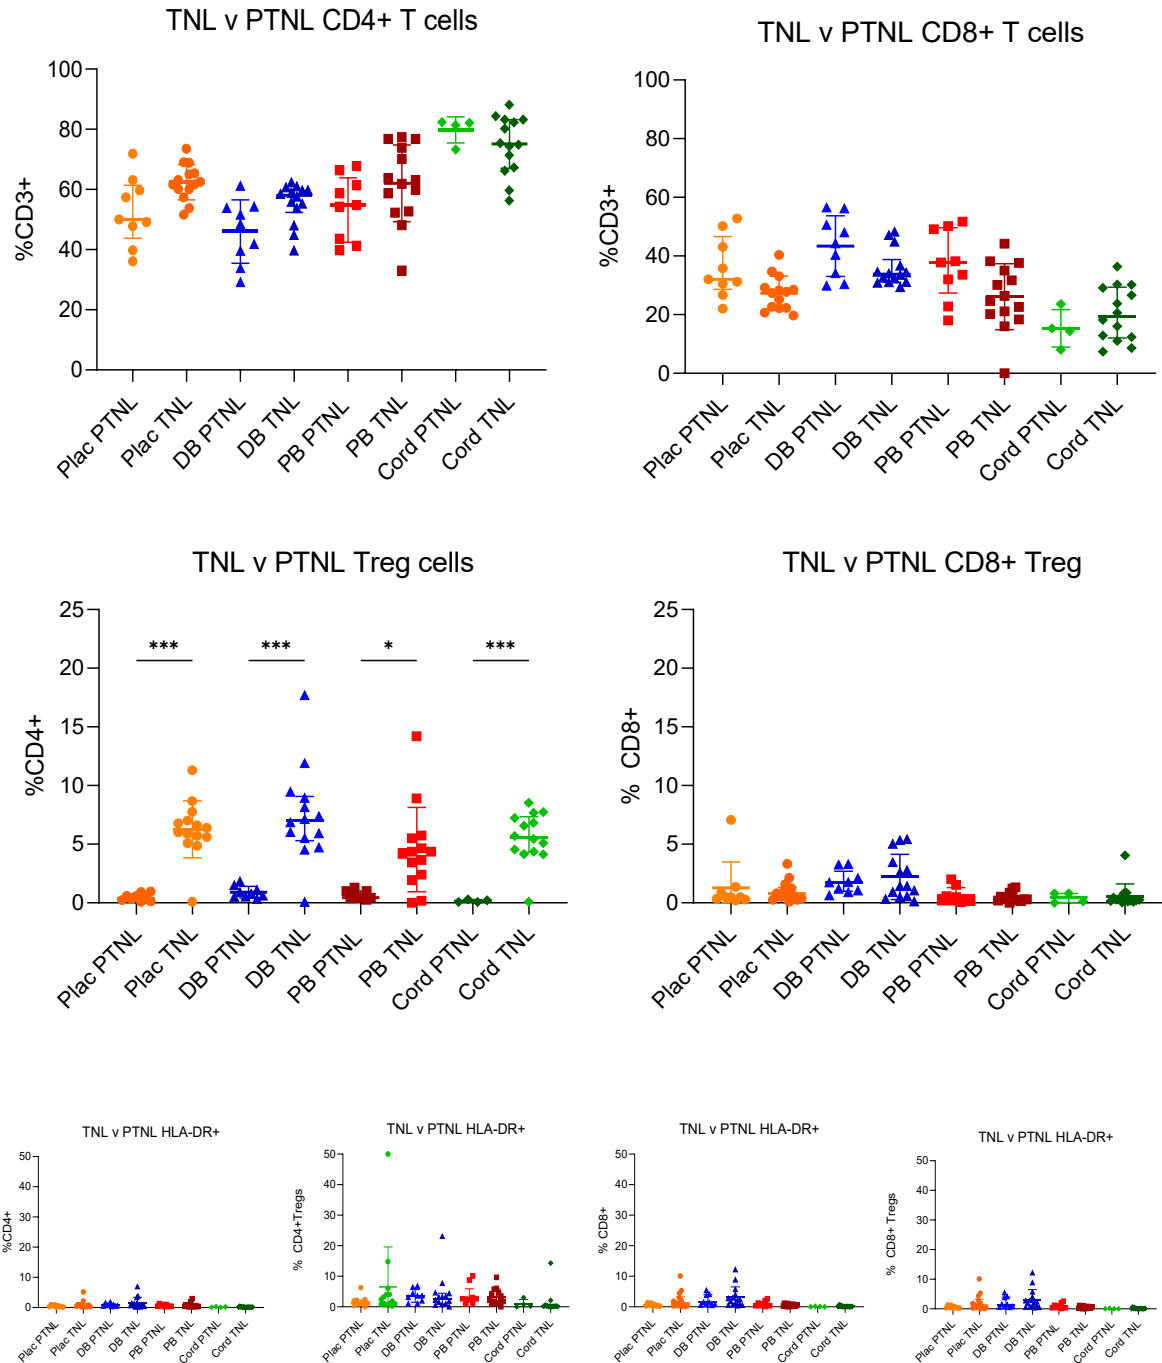 TNL v PTNL CD4+ T cells
%CD3+
100
80
60
40
20
0
Plac PTNL
Plac TNL
DB PTNL
DB TNL
PB PTNL
PB TNL
Cord PTNL
Cord TNL
TNL v PTNL CD8+ T cells
%CD3+
100
80
60
40
20
0
Plac PTNL
Plac TNL
DB PTNL
DB TNL
PB PTNL
PB TNL
Cord PTNL
Cord TNL
TNL v PTNL Treg cells
%CD4+
25
20
15
10
5
0
***
***
*
***
Plac PTNL
Plac TNL
DB PTNL
DB TNL
PB PTNL
PB TNL
Cord PTNL
Cord TNL
TNL v PTNL CD8+ Treg
% CD8+
25
20
15
10
5
0
Plac PTNL
Plac TNL
DB PTNL
DB TNL
PB PTNL
PB TNL
Cord PTNL
Cord TNL
TNL v PTNL HLA-DR+
%CD4+
50
40
30
20
10
0
Plac PTNL
Plac TNL
DB PTNL
DB TNL
PB PTNL
PB TNL
Cord PTNL
Cord TNL
TNL v PTNL HLA-DR+
% CD4+Tregs
50
40
30
20
10
0
Plac PTNL
Plac TNL
DB PTNL
DB TNL
PB PTNL
PB TNL
Cord PTNL
Cord TNL
TNL v PTNL HLA-DR+
% CD8+
50
40
30
20
10
0
Plac PTNL
Plac TNL
DB PTNL
DB TNL
PB PTNL
PB TNL
Cord PTNL
Cord TNL
TNL v PTNL HLA-DR+
% CD8+ Tregs
50
40
30
20
10
0
Plac PTNL
Plac TNL
DB PTNL
DB TNL
PB PTNL
PB TNL
Cord PTNL
Cord TNL